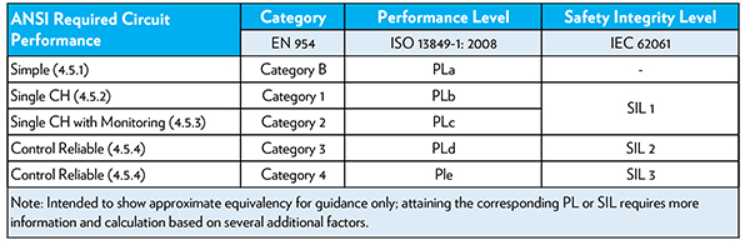 ANSI Required Circuit Performance Category Performance Level Safety Integrity Level
EN 954 ISO 13849-1: 2008 IEC 62061
Simple (4.5.1) Category B PLa -
Single CH (4.5.2) Category 1 PLb SIL 1
Single CH with Monitoring (4.5.3) Category 2 PLc
Control Reliable (4.5.4) Category 3 PLd SIL 2
Control Reliable (4.5.4) Category 4 Ple SIL 3
Note: Intended to show approximate equivalency for guidance only; attaining the corresponding PL or SIL requires more
information and calculation based on several additional factors.